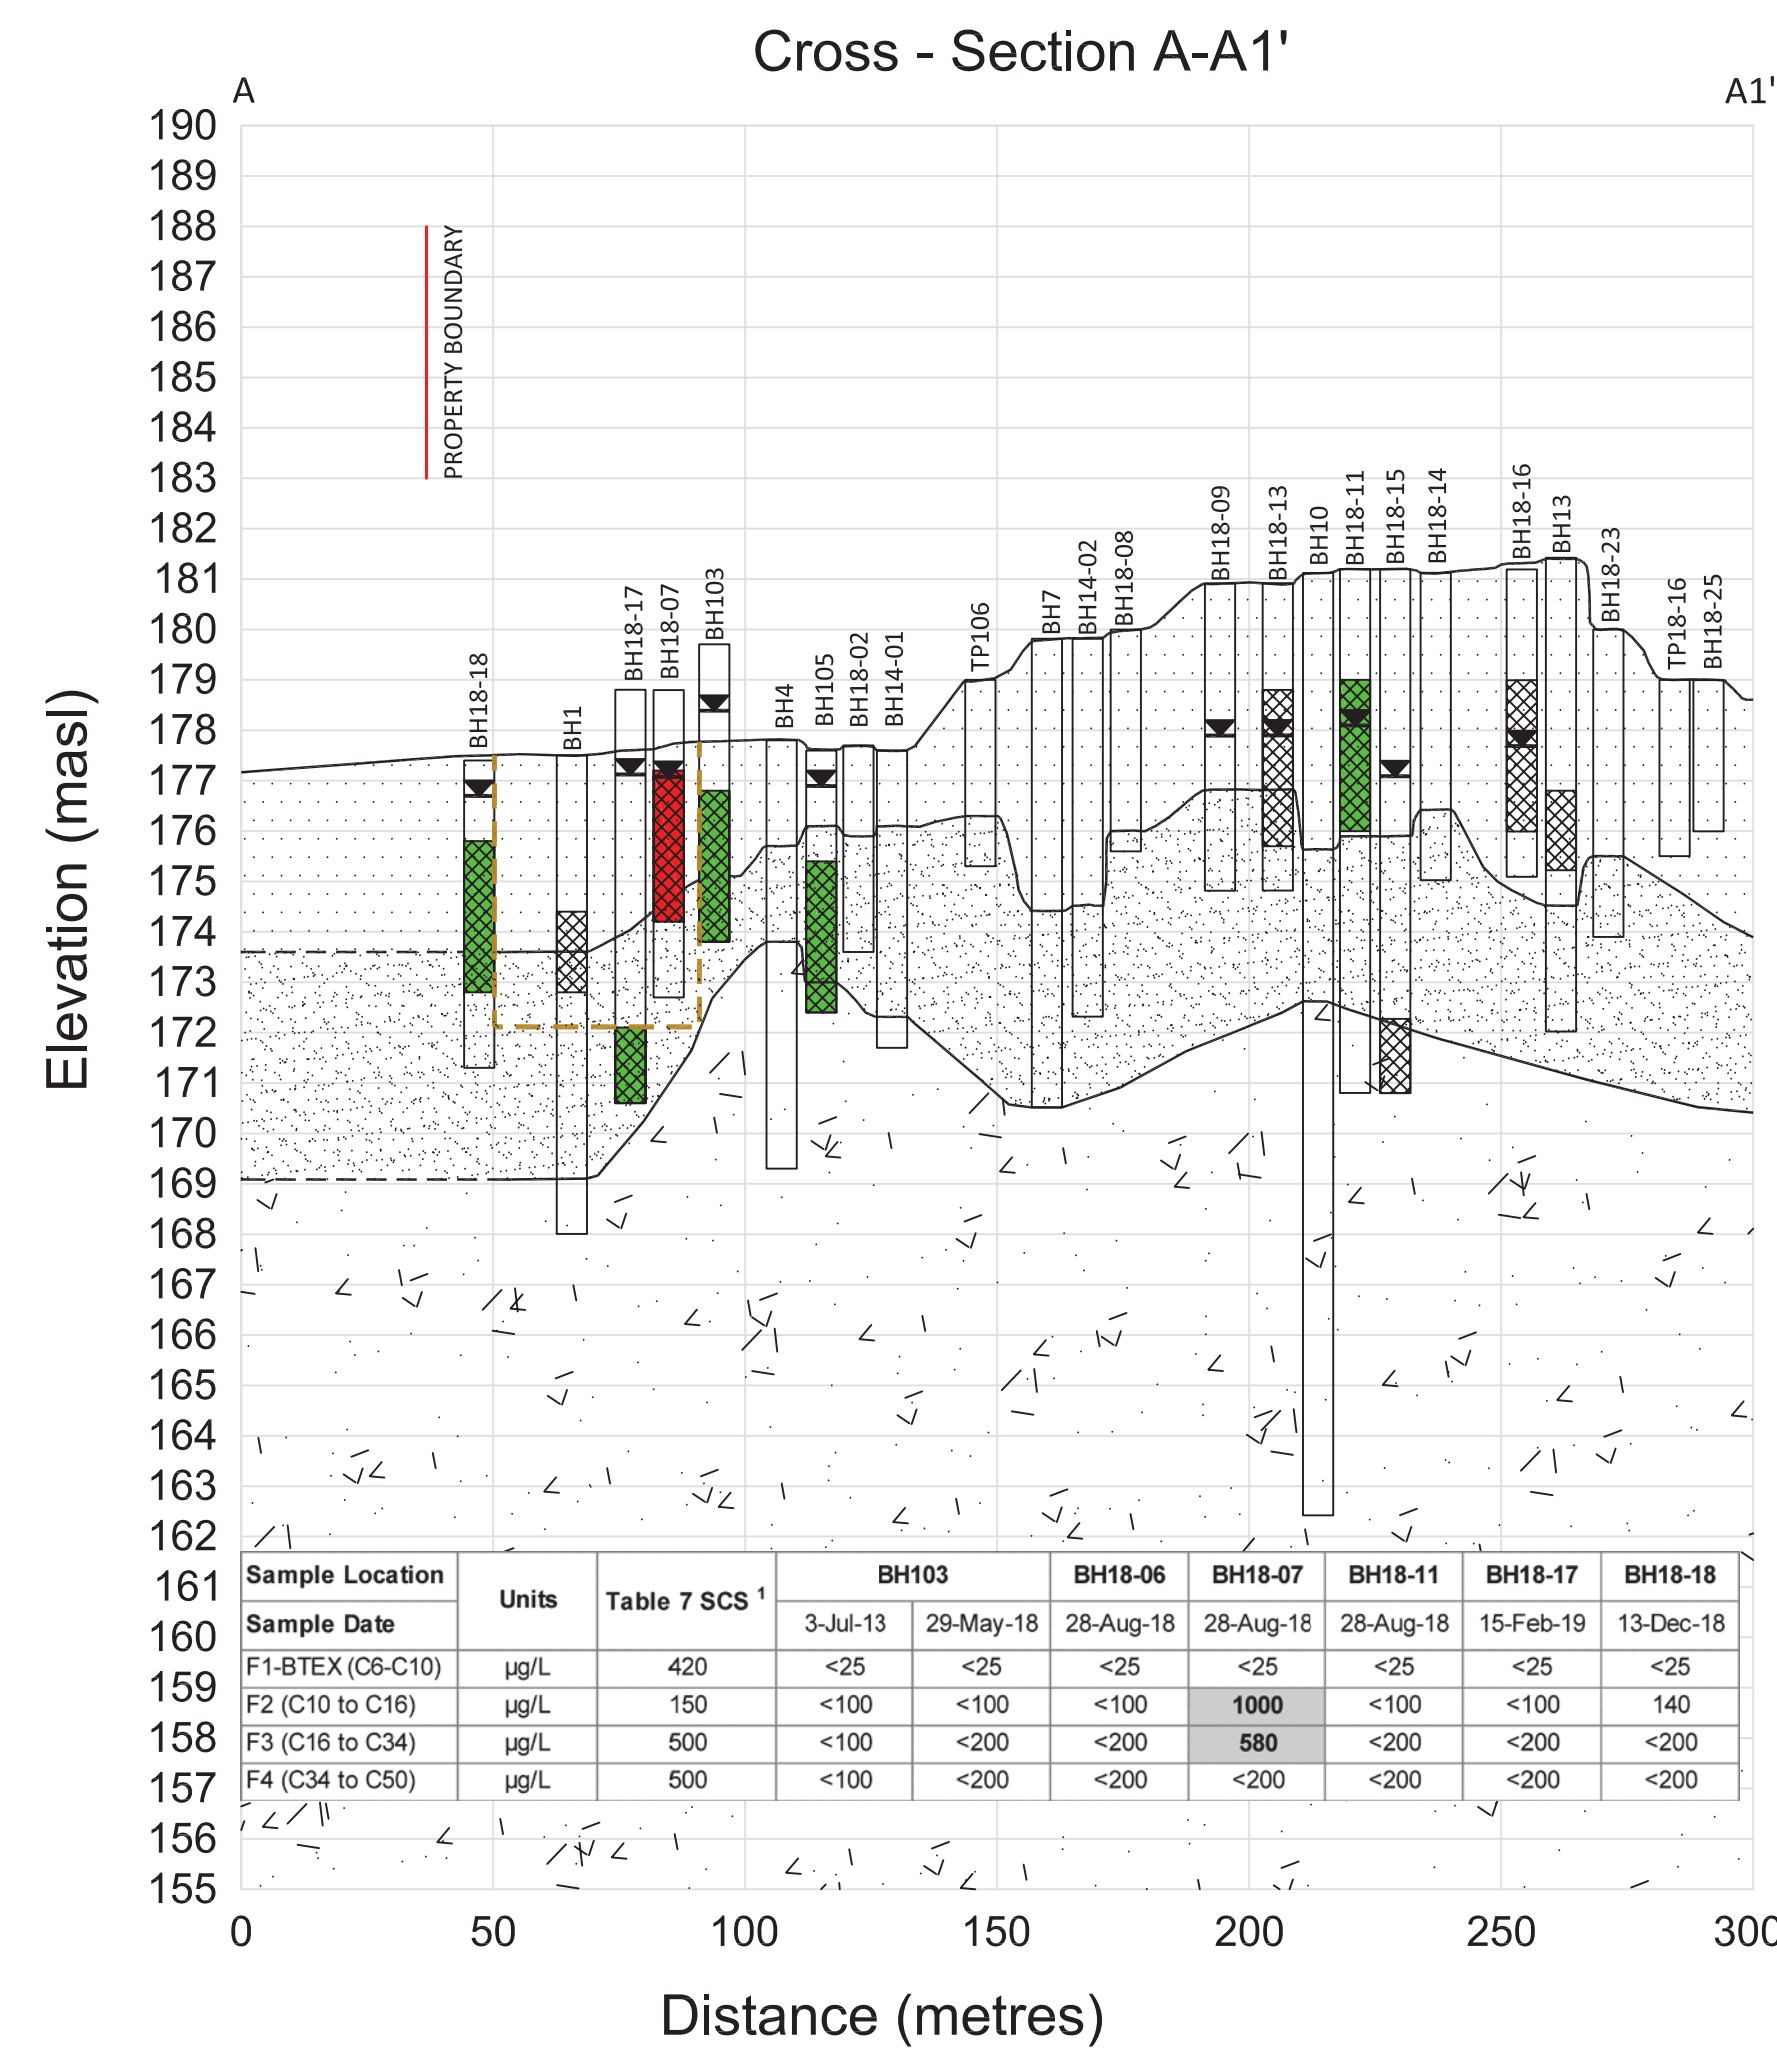 Cross - Section A-A1'
A
A1'
190
189
188
187
186
185
184
183
182
181
180
179
178
177
176
175
174
173
172
171
170
169
168
167
166
165
164
163
162
161
160
159
158
157
156
155
Elevation (masl)
PROPERTY BOUNDARY
BH18-18
BH1
BH18-17
BH18-07
BH103
BH4
BH105
BH18-02
BH14-01
TP106
BH7
BH14-02
BH18-08
BH18-09
BH18-13
BH10
BH18-11
BH18-15
BH18-14
BH18-16
BH13
BH18-23
TP18-16
BH18-25
Sample Location Units Table 7 SCS 1 BH103 BH18-06 BH18-07 BH18-11 BH18-17 BH18-18
Sample Date 3-Jul-13 29-May-18 28-Aug-18 28-Aug-18 28-Aug-18 15-Feb-19 13-Dec-18
F1-BTEX (C6-C10) µg/L 420 <25 <25 <25 <25 <25 <25 <25
F2 (C10 to C16) µg/L 150 <100 <100 <100 1000 <100 <100 140
F3 (C16 to C34) µg/L 500 <100 <200 <200 580 <200 <200 <200
F4 (C34 to C50) µg/L 500 <100 <200 <200 <200 <200 <200 <200
0 50 100 150 200 250 300
Distance (metres)